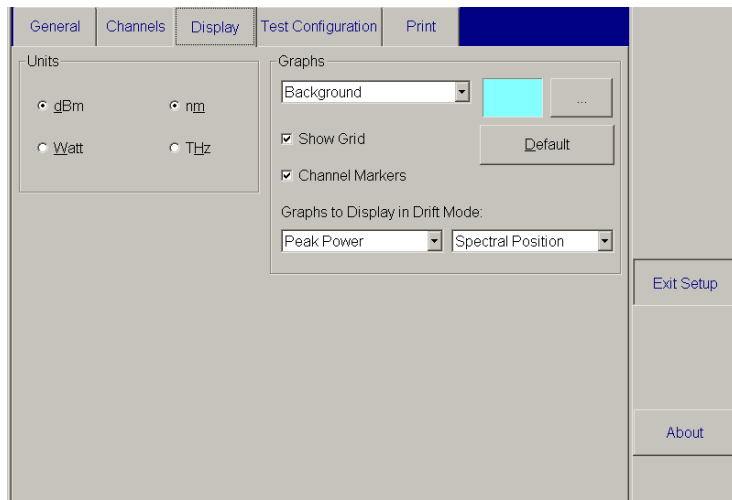 General Channels Display Test Configuration Print
Units
dBm nm
Watt THz
Graphs
Background ...
Show Grid Default
Channel Markers
Graphs to Display in Drift Mode:
Peak Power Spectral Position
Exit Setup
About